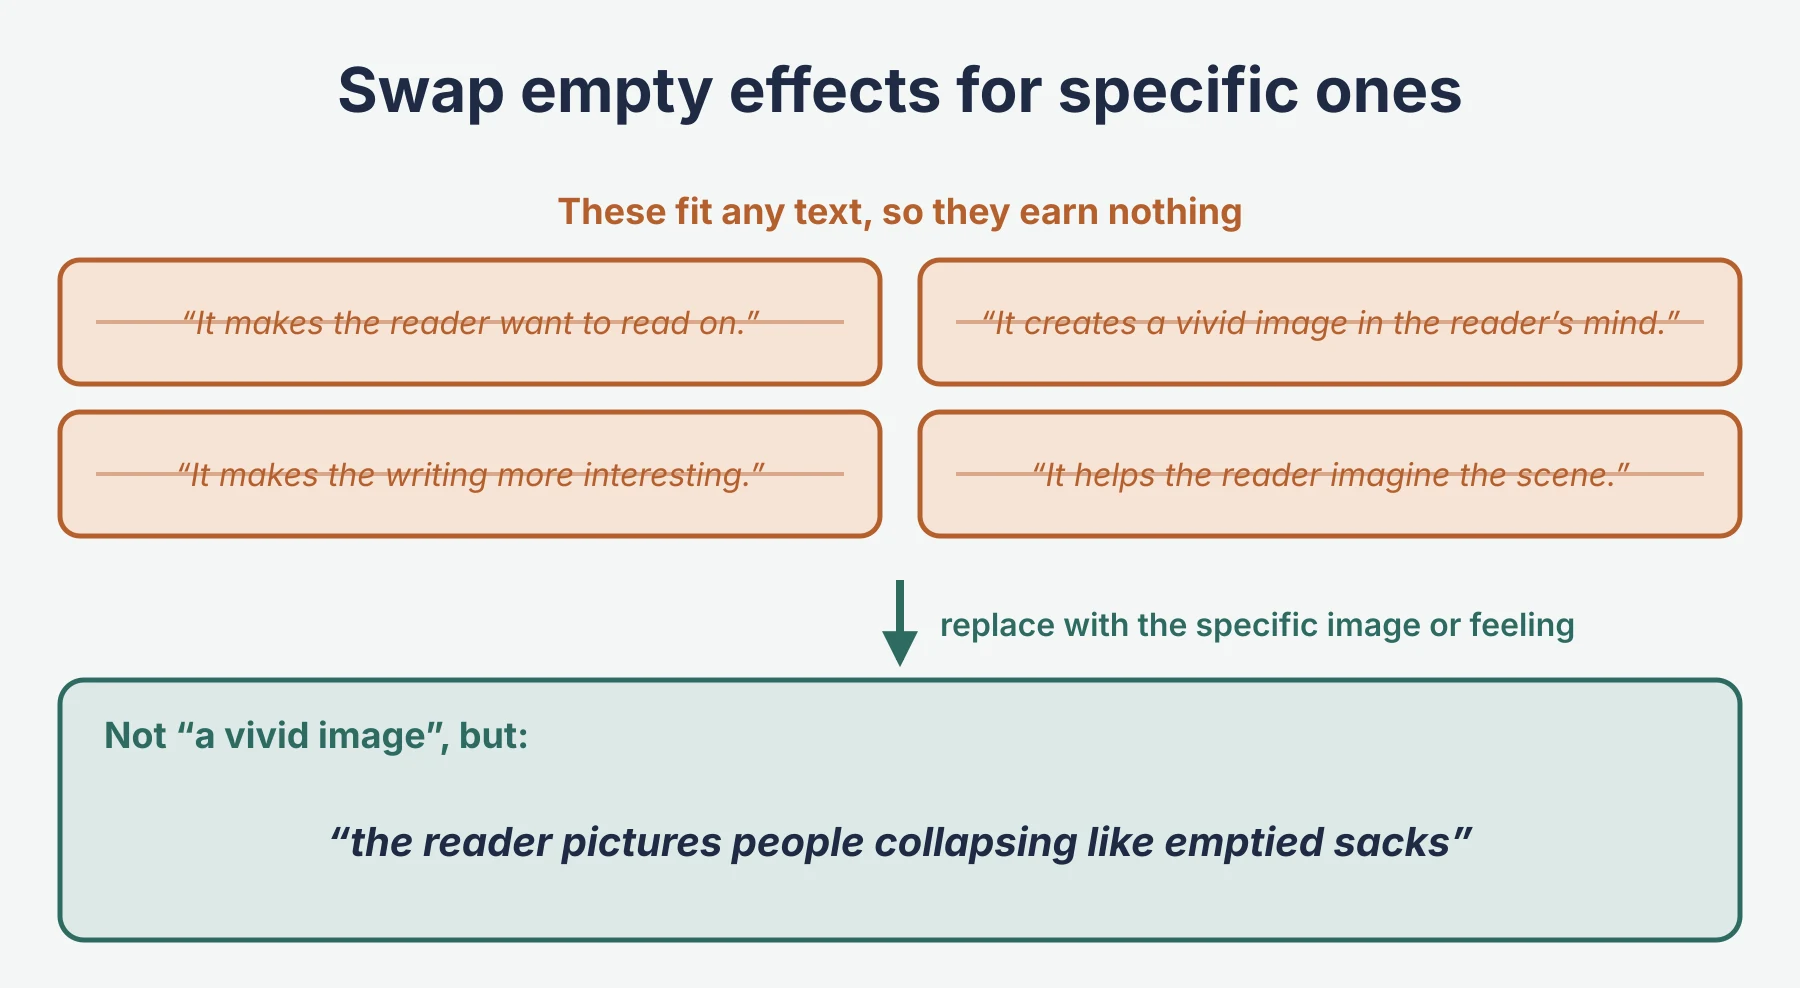 Swap empty effects for specific ones
These fit any text, so they earn nothing
“It makes the reader want to read on.”
“It creates a vivid image in the reader’s mind.”
“It makes the writing more interesting.”
“It helps the reader imagine the scene.”
replace with the specific image or feeling
Not “a vivid image”, but:
“the reader pictures people collapsing like emptied sacks”